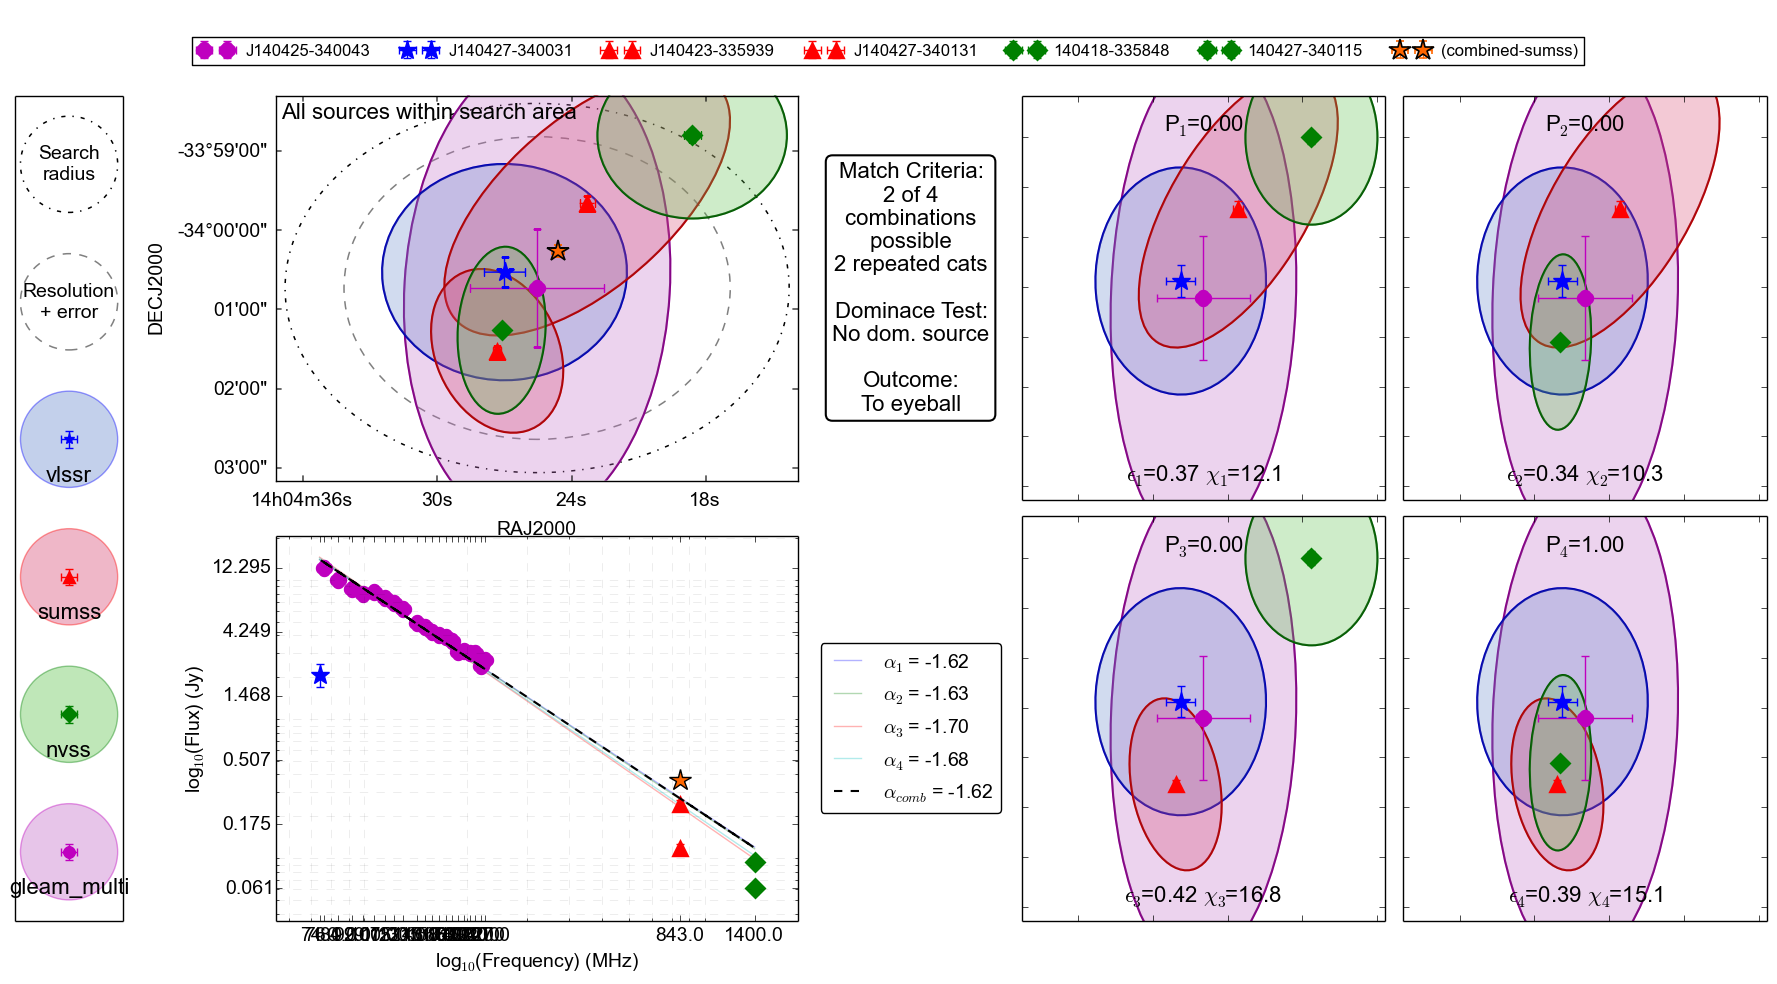 J140425-340043 J140427-340031 J140423-335939 J140427-340131 140418-335848 140427-340115 (combined-sumss)
Search
radius
Resolution
+ error
vlssr
sumss
nvss
gleam_multi
All sources within search area
DECJ2000
-33°59'00"
-34°00'00"
01'00"
02'00"
03'00"
14h04m36s 30s 24s 18s
RAJ2000
Match Criteria:
2 of 4
combinations
possible
2 repeated cats
Dominace Test:
No dom. source
Outcome:
To eyeball
log10(Flux) (Jy)
12.295
4.249
1.468
0.507
0.175
0.061
843.0 1400.0
log10(Frequency) (MHz)
α1 = -1.62
α2 = -1.63
α3 = -1.70
α4 = -1.68
αcomb = -1.62
P1=0.00
ϵ1=0.37 χ1=12.1
P2=0.00
ϵ2=0.34 χ2=10.3
P3=0.00
ϵ3=0.42 χ3=16.8
P4=1.00
ϵ4=0.39 χ4=15.1